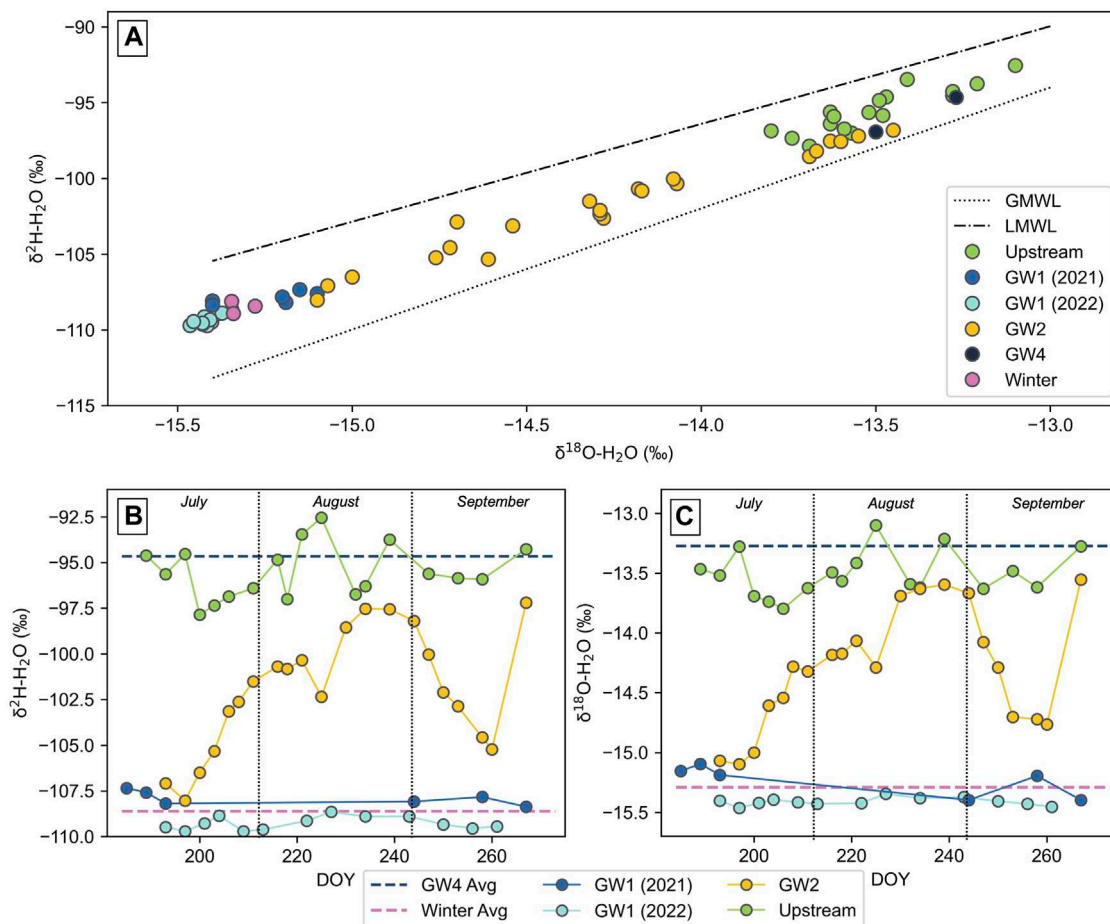 A
δ²H-H₂O (‰)
−90
−95
−100
−105
−110
−115
−15.5 −15.0 −14.5 −14.0 −13.5 −13.0
δ¹⁸O-H₂O (‰)
GMWL
LMWL
Upstream
GW1 (2021)
GW1 (2022)
GW2
GW4
Winter
B
July August September
δ²H-H₂O (‰)
−92.5
−95.0
−97.5
−100.0
−102.5
−105.0
−107.5
−110.0
200 220 240 260
DOY
C
July August September
δ¹⁸O-H₂O (‰)
−13.0
−13.5
−14.0
−14.5
−15.0
−15.5
200 220 240 260
DOY
GW4 Avg GW1 (2021) GW2
Winter Avg GW1 (2022) Upstream